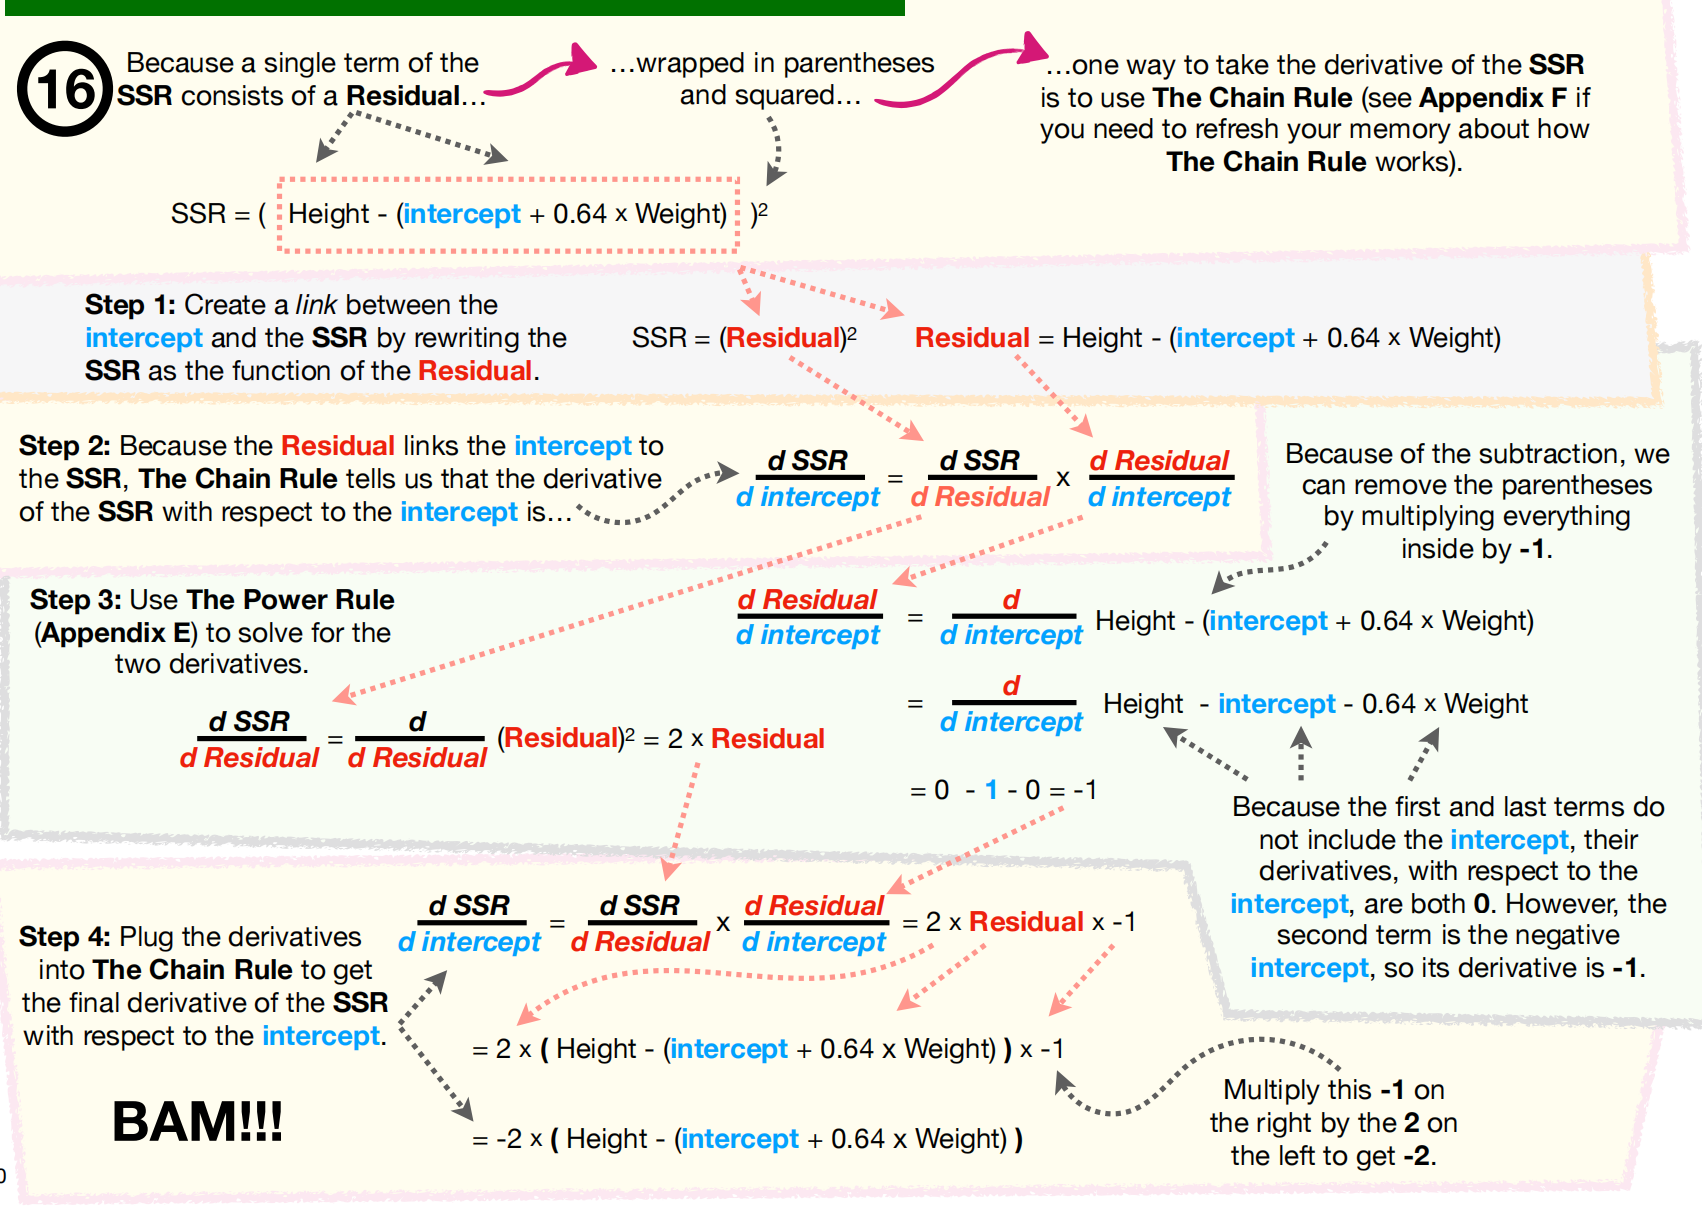 16
Because a single term of the
SSR consists of a Residual…
…wrapped in parentheses
and squared…
…one way to take the derivative of the SSR
is to use The Chain Rule (see Appendix F if
you need to refresh your memory about how
The Chain Rule works).
SSR = ( Height - (intercept + 0.64 x Weight) )²
Step 1: Create a link between the
intercept and the SSR by rewriting the
SSR as the function of the Residual.
SSR = (Residual)²
Residual = Height - (intercept + 0.64 x Weight)
Step 2: Because the Residual links the intercept to
the SSR, The Chain Rule tells us that the derivative
of the SSR with respect to the intercept is…
d SSR / d intercept = d SSR / d Residual x d Residual / d intercept
Because of the subtraction, we
can remove the parentheses
by multiplying everything
inside by -1.
Step 3: Use The Power Rule
(Appendix E) to solve for the
two derivatives.
d SSR / d Residual = d / d Residual (Residual)² = 2 x Residual
d Residual / d intercept = d / d intercept Height - (intercept + 0.64 x Weight)
= d / d intercept Height - intercept - 0.64 x Weight
= 0 - 1 - 0 = -1
Because the first and last terms do
not include the intercept, their
derivatives, with respect to the
intercept, are both 0. However, the
second term is the negative
intercept, so its derivative is -1.
Step 4: Plug the derivatives
into The Chain Rule to get
the final derivative of the SSR
with respect to the intercept.
d SSR / d intercept = d SSR / d Residual x d Residual / d intercept = 2 x Residual x -1
= 2 x ( Height - (intercept + 0.64 x Weight) ) x -1
= -2 x ( Height - (intercept + 0.64 x Weight) )
Multiply this -1 on
the right by the 2 on
the left to get -2.
BAM!!!